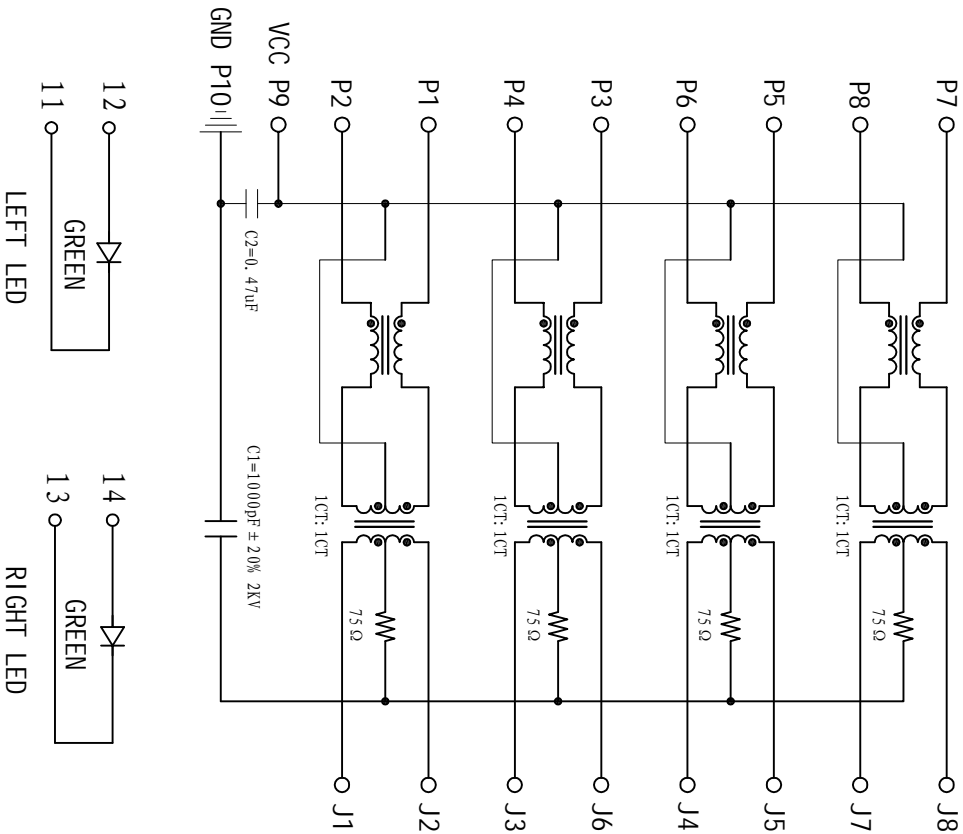 P7
P8
P5
P6
P3
P4
P1
P2
VCC P9
GND P10
J8
J7
J5
J4
J6
J3
J2
J1
1CT: 1CT
1CT: 1CT
1CT: 1CT
1CT: 1CT
75Ω
75Ω
75Ω
75Ω
C2=0. 47uF
C1=1000pF±20% 2KV
12
11
GREEN
LEFT LED
14
13
GREEN
RIGHT LED